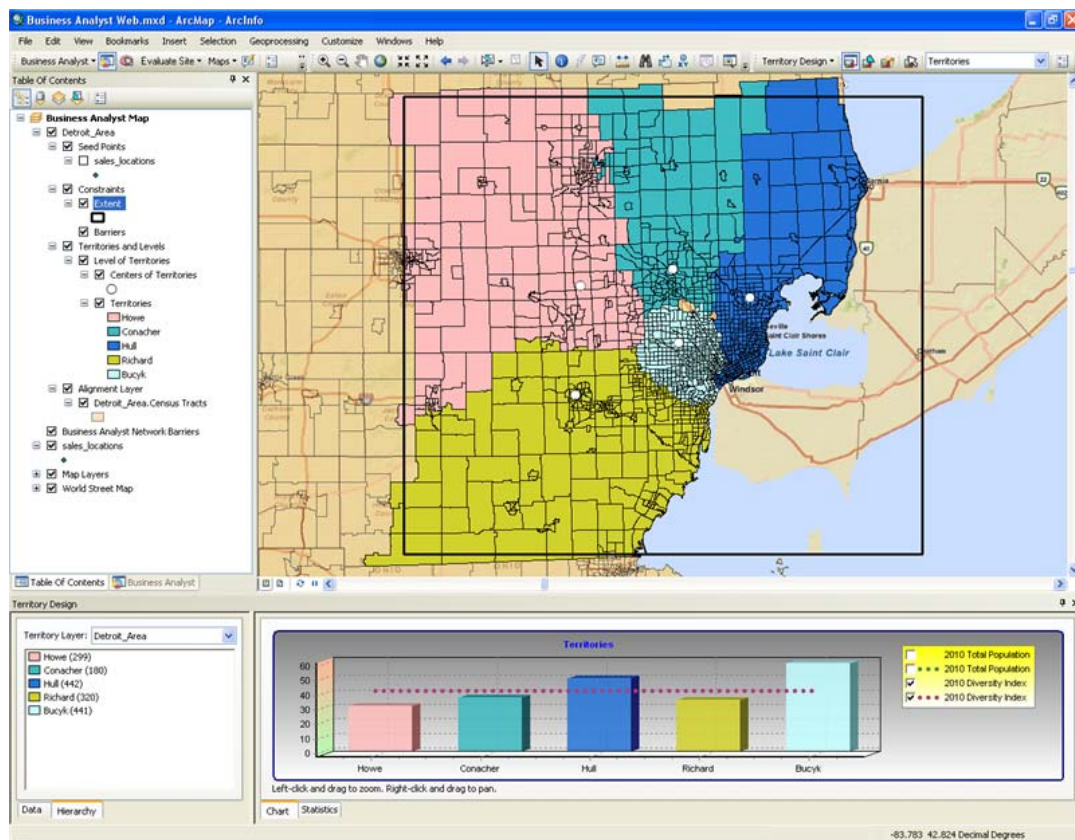 Business Analyst Web.mxd - ArcMap - ArcInfo
File Edit View Bookmarks Insert Selection Geoprocessing Customize Windows Help
Business Analyst Evaluate Site Maps Territory Design Territories
Table Of Contents
Business Analyst Map
Detroit_Area
Seed Points
sales_locations
Constraints
Extent
Barriers
Territories and Levels
Level of Territories
Centers of Territories
Territories
Howe
Conacher
Hull
Richard
Bucyk
Alignment Layer
Detroit_Area.Census Tracts
Business Analyst Network Barriers
sales_locations
Map Layers
World Street Map
Saint Clair Shores
Lake Saint Clair
Windsor
Chatham
OHIO
Table Of Contents Business Analyst
Territory Design
Territory Layer: Detroit_Area
Howe (299)
Conacher (180)
Hull (442)
Richard (320)
Bucyk (441)
Data Hierarchy
Territories
60
50
40
30
20
10
0
Howe Conacher Hull Richard Bucyk
2010 Total Population
2010 Total Population
2010 Diversity Index
2010 Diversity Index
Left-click and drag to zoom. Right-click and drag to pan.
Chart Statistics
-83.783 42.824 Decimal Degrees